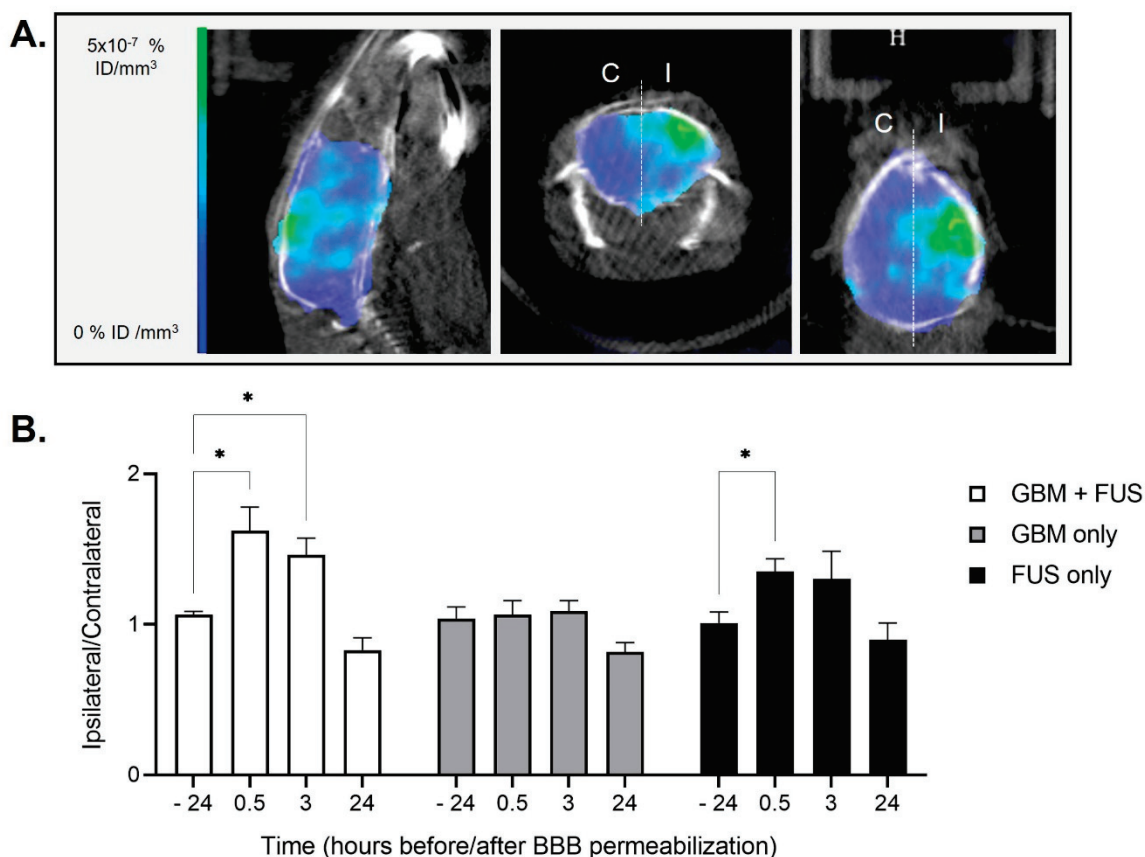 A.
5x10⁻⁷ %
ID/mm³
0 % ID /mm³
C I
H
C I
B.
Ipsilateral/Contralateral
2
1
0
* * *
GBM + FUS
GBM only
FUS only
- 24 0.5 3 24 - 24 0.5 3 24 - 24 0.5 3 24
Time (hours before/after BBB permeabilization)